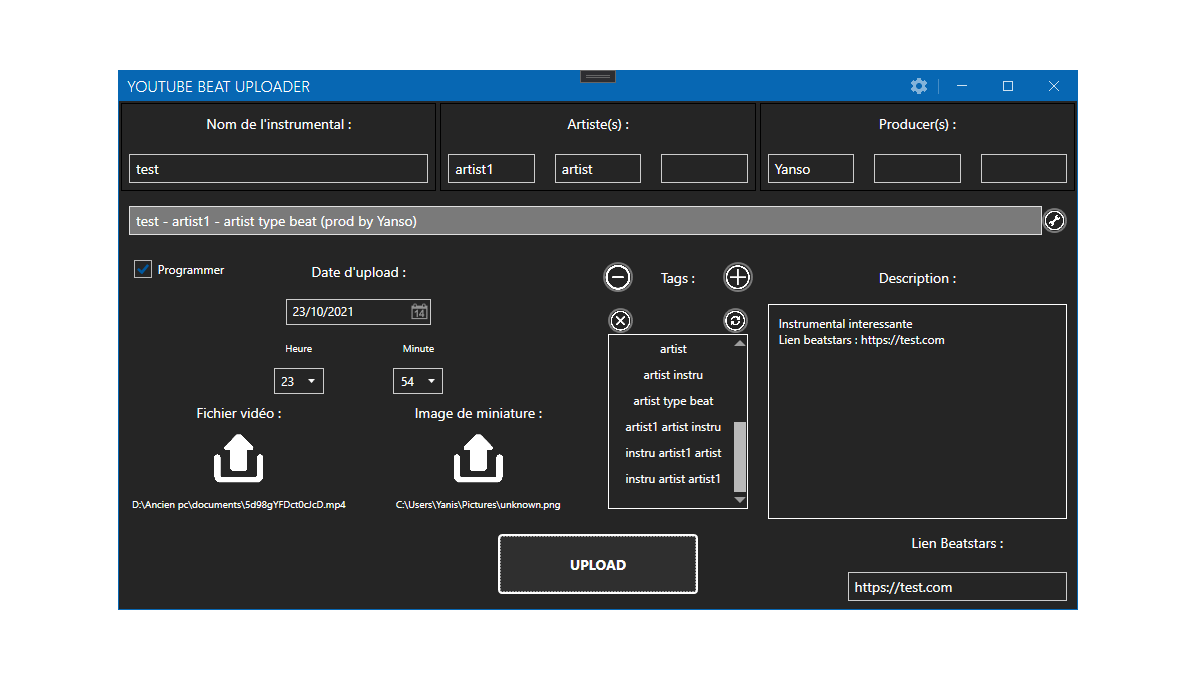 YOUTUBE BEAT UPLOADER
Nom de l'instrumental :
Artiste(s) :
Producer(s) :
test
artist1
artist
Yanso
test - artist1 - artist type beat (prod by Yanso)
Programmer
Date d'upload :
23/10/2021
14
Heure
Minute
23
54
Fichier vidéo :
Image de miniature :
D:\Ancien pc\documents\5d98gYFDct0cJcD.mp4
C:\Users\Yanis\Pictures\unknown.png
Tags :
artist
artist instru
artist type beat
artist1 artist instru
instru artist1 artist
instru artist artist1
Description :
Instrumental interessante
Lien beatstars : https://test.com
UPLOAD
Lien Beatstars :
https://test.com